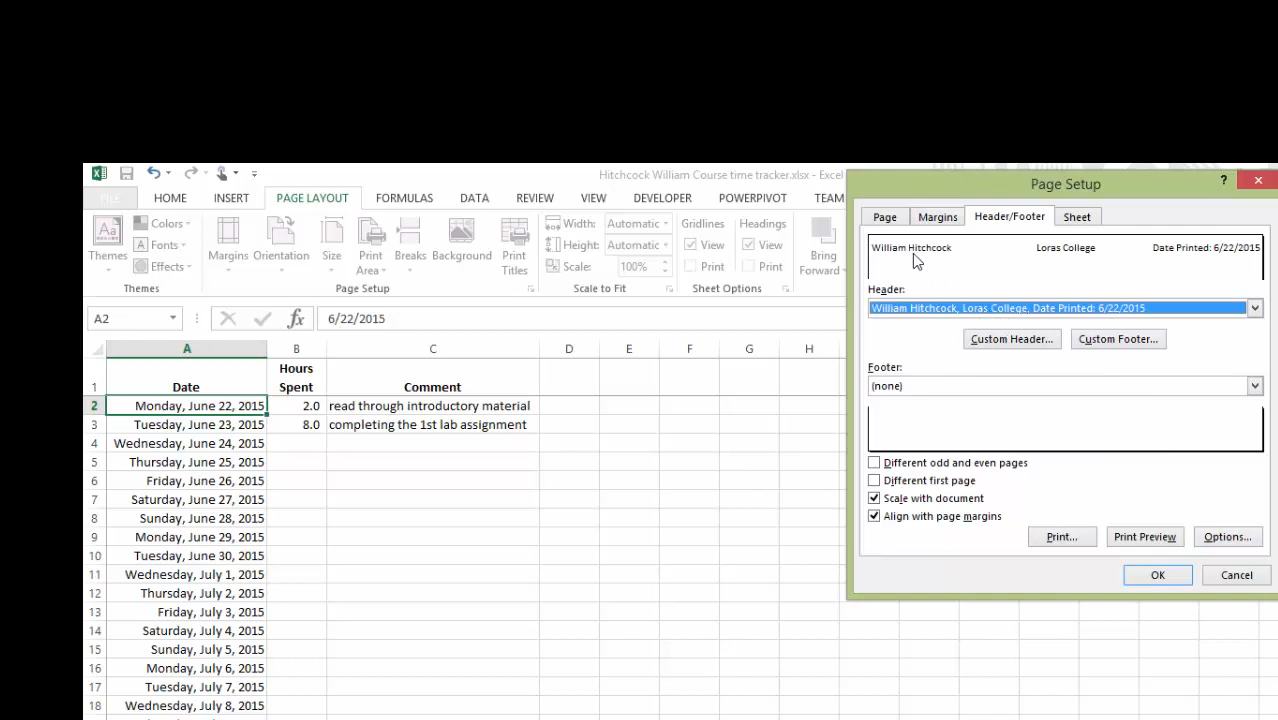 Hitchcock William Course time tracker.xlsx - Excel
HOME INSERT PAGE LAYOUT FORMULAS DATA REVIEW VIEW DEVELOPER POWERPIVOT TEAM
FILE
Aa
Themes
Colors
Fonts
Effects
Themes
Margins
Orientation
Size
Print
Area
Breaks
Background
Print
Titles
Page Setup
Width: Automatic
Height: Automatic
Scale: 100%
Scale to Fit
Gridlines
View
Print
Headings
View
Print
Sheet Options
Bring
Forward
A2
fx
6/22/2015
A B C D E F G H
1 Date Hours Spent Comment
2 Monday, June 22, 2015 2.0 read through introductory material
3 Tuesday, June 23, 2015 8.0 completing the 1st lab assignment
4 Wednesday, June 24, 2015
5 Thursday, June 25, 2015
6 Friday, June 26, 2015
7 Saturday, June 27, 2015
8 Sunday, June 28, 2015
9 Monday, June 29, 2015
10 Tuesday, June 30, 2015
11 Wednesday, July 1, 2015
12 Thursday, July 2, 2015
13 Friday, July 3, 2015
14 Saturday, July 4, 2015
15 Sunday, July 5, 2015
16 Monday, July 6, 2015
17 Tuesday, July 7, 2015
18 Wednesday, July 8, 2015
Page Setup
? ×
Page Margins Header/Footer Sheet
William Hitchcock Loras College Date Printed: 6/22/2015
Header:
William Hitchcock, Loras College, Date Printed: 6/22/2015
Custom Header... Custom Footer...
Footer:
(none)
Different odd and even pages
Different first page
Scale with document
Align with page margins
Print... Print Preview Options...
OK Cancel